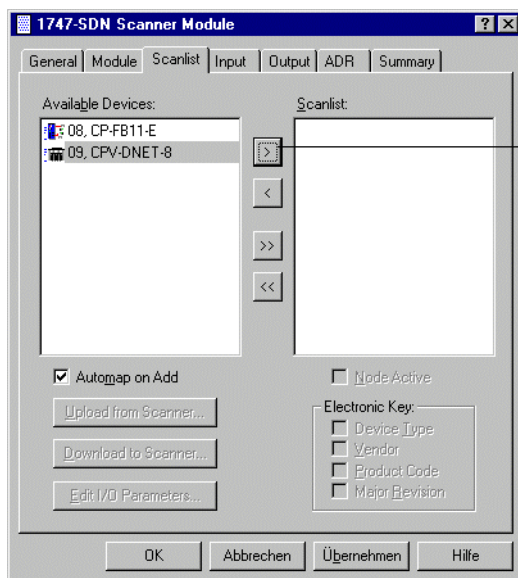 1747-SDN Scanner Module
General Module Scanlist Input Output ADR Summary
Available Devices:
08, CP-FB11-E
09, CPV-DNET-8
>
<
>>
<<
Scanlist:
Automap on Add
Upload from Scanner...
Download to Scanner...
Edit I/O Parameters...
Node Active
Electronic Key:
Device Type
Vendor
Product Code
Major Revision
OK Abbrechen Übernehmen Hilfe